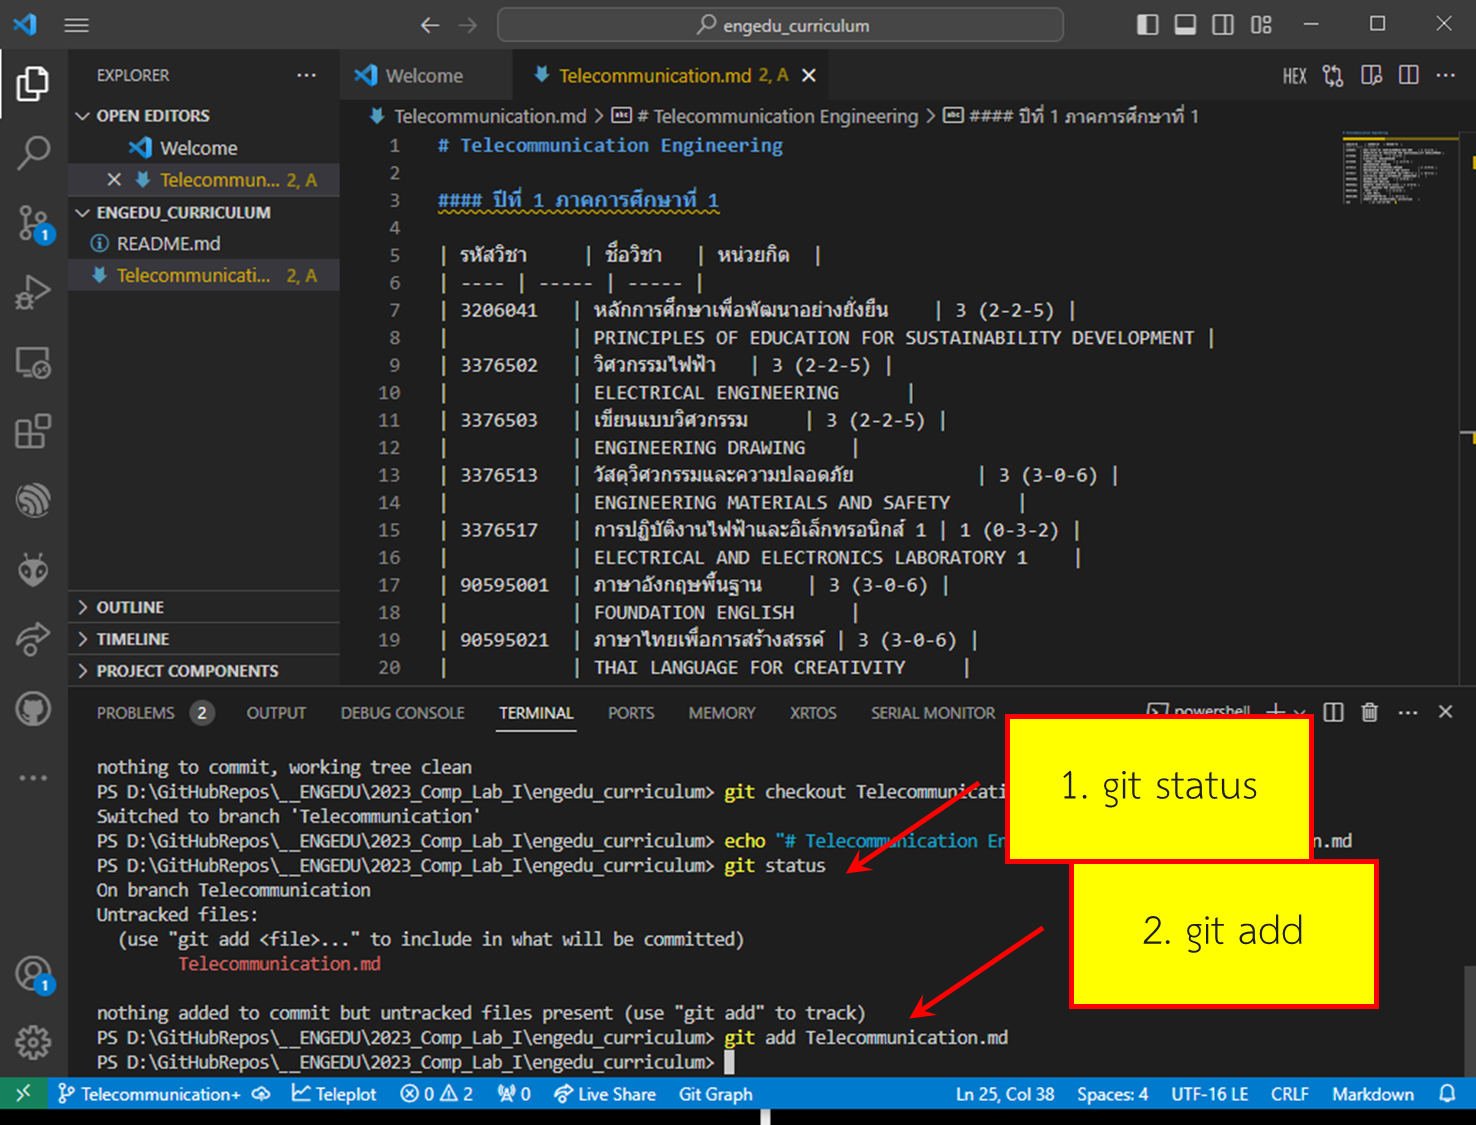 engedu_curriculum
EXPLORER
OPEN EDITORS
Welcome
Telecommun... 2, A
ENGEDU_CURRICULUM
README.md
Telecommunicati... 2, A
OUTLINE
TIMELINE
PROJECT COMPONENTS
1
1
Welcome
Telecommunication.md 2, A
HEX
Telecommunication.md > # Telecommunication Engineering > #### ปีที่ 1 ภาคการศึกษาที่ 1
1 # Telecommunication Engineering
2
3 #### ปีที่ 1 ภาคการศึกษาที่ 1
4
5 | รหัสวิชา | ชื่อวิชา | หน่วยกิต |
6 | ---- | ----- | ----- |
7 | 3206041 | หลักการศึกษาเพื่อพัฒนาอย่างยั่งยืน | 3 (2-2-5) |
8 | | PRINCIPLES OF EDUCATION FOR SUSTAINABILITY DEVELOPMENT |
9 | 3376502 | วิศวกรรมไฟฟ้า | 3 (2-2-5) |
10 | | ELECTRICAL ENGINEERING |
11 | 3376503 | เขียนแบบวิศวกรรม | 3 (2-2-5) |
12 | | ENGINEERING DRAWING |
13 | 3376513 | วัสดุวิศวกรรมและความปลอดภัย | 3 (3-0-6) |
14 | | ENGINEERING MATERIALS AND SAFETY |
15 | 3376517 | การปฏิบัติงานไฟฟ้าและอิเล็กทรอนิกส์ 1 | 1 (0-3-2) |
16 | | ELECTRICAL AND ELECTRONICS LABORATORY 1 |
17 | 90595001 | ภาษาอังกฤษพื้นฐาน | 3 (3-0-6) |
18 | | FOUNDATION ENGLISH |
19 | 90595021 | ภาษาไทยเพื่อการสร้างสรรค์ | 3 (3-0-6) |
20 | | THAI LANGUAGE FOR CREATIVITY |
PROBLEMS 2 OUTPUT DEBUG CONSOLE TERMINAL PORTS MEMORY XRTOS SERIAL MONITOR powershell
nothing to commit, working tree clean
PS D:\GitHubRepos\__ENGEDU\2023_Comp_Lab_I\engedu_curriculum> git checkout Telecommunicati
Switched to branch 'Telecommunication'
PS D:\GitHubRepos\__ENGEDU\2023_Comp_Lab_I\engedu_curriculum> echo "# Telecommunication En n.md
PS D:\GitHubRepos\__ENGEDU\2023_Comp_Lab_I\engedu_curriculum> git status
On branch Telecommunication
Untracked files:
(use "git add <file>..." to include in what will be committed)
Telecommunication.md
nothing added to commit but untracked files present (use "git add" to track)
PS D:\GitHubRepos\__ENGEDU\2023_Comp_Lab_I\engedu_curriculum> git add Telecommunication.md
PS D:\GitHubRepos\__ENGEDU\2023_Comp_Lab_I\engedu_curriculum>
1. git status
2. git add
Telecommunication+ Teleplot 0 2 0 Live Share Git Graph Ln 25, Col 38 Spaces: 4 UTF-16 LE CRLF Markdown